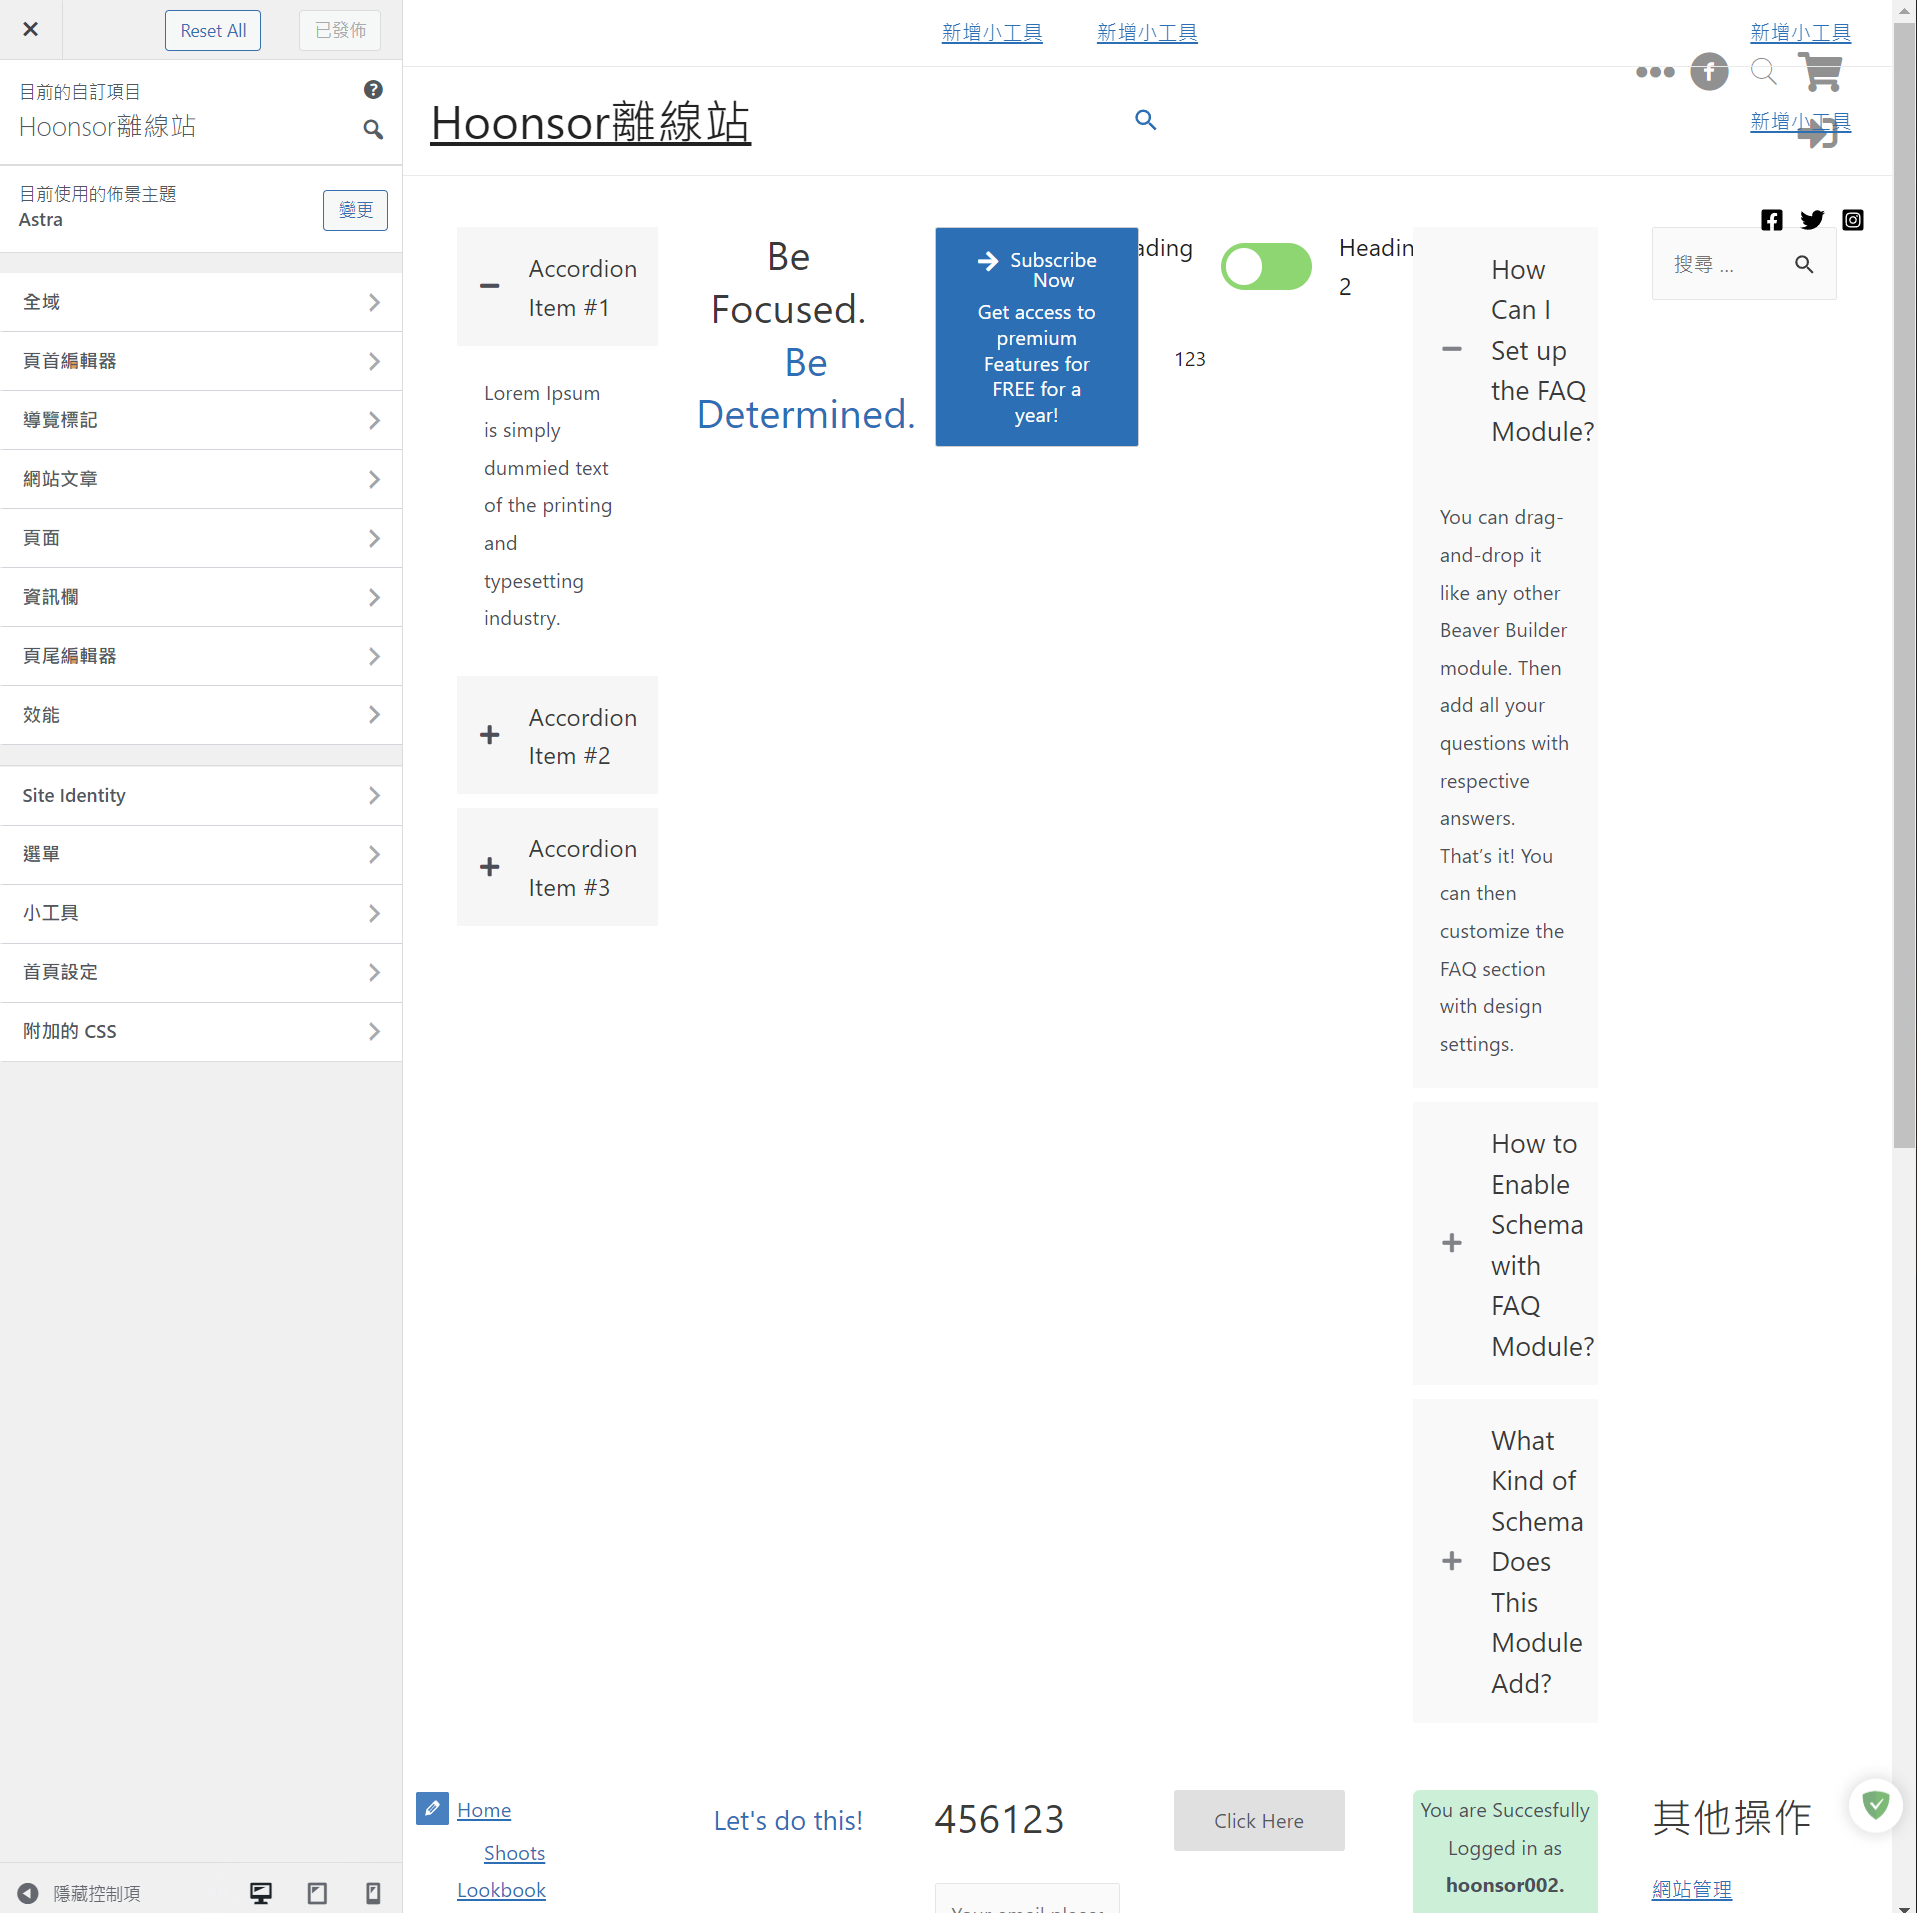 Reset All
已發佈
目前的自訂項目
Hoonsor離線站
目前使用的佈景主題
Astra
變更
全域
頁首編輯器
導覽標記
網站文章
頁面
資訊欄
頁尾編輯器
效能
Site Identity
選單
小工具
首頁設定
附加的 CSS
隱藏控制項
新增小工具
新增小工具
新增小工具
Hoonsor離線站
新增小工具
Accordion
Item #1
Lorem Ipsum
is simply
dummied text
of the printing
and
typesetting
industry.
Accordion
Item #2
Accordion
Item #3
Be
Focused.
Be
Determined.
Subscribe
Now
Get access to
premium
Features for
FREE for a
year!
ading
Headin
2
123
How
Can I
Set up
the FAQ
Module?
You can drag-
and-drop it
like any other
Beaver Builder
module. Then
add all your
questions with
respective
answers.
That’s it! You
can then
customize the
FAQ section
with design
settings.
How to
Enable
Schema
with
FAQ
Module?
What
Kind of
Schema
Does
This
Module
Add?
搜尋 ...
Home
Shoots
Lookbook
Let's do this!
456123
Your email please
Click Here
You are Succesfully
Logged in as
hoonsor002.
其他操作
網站管理